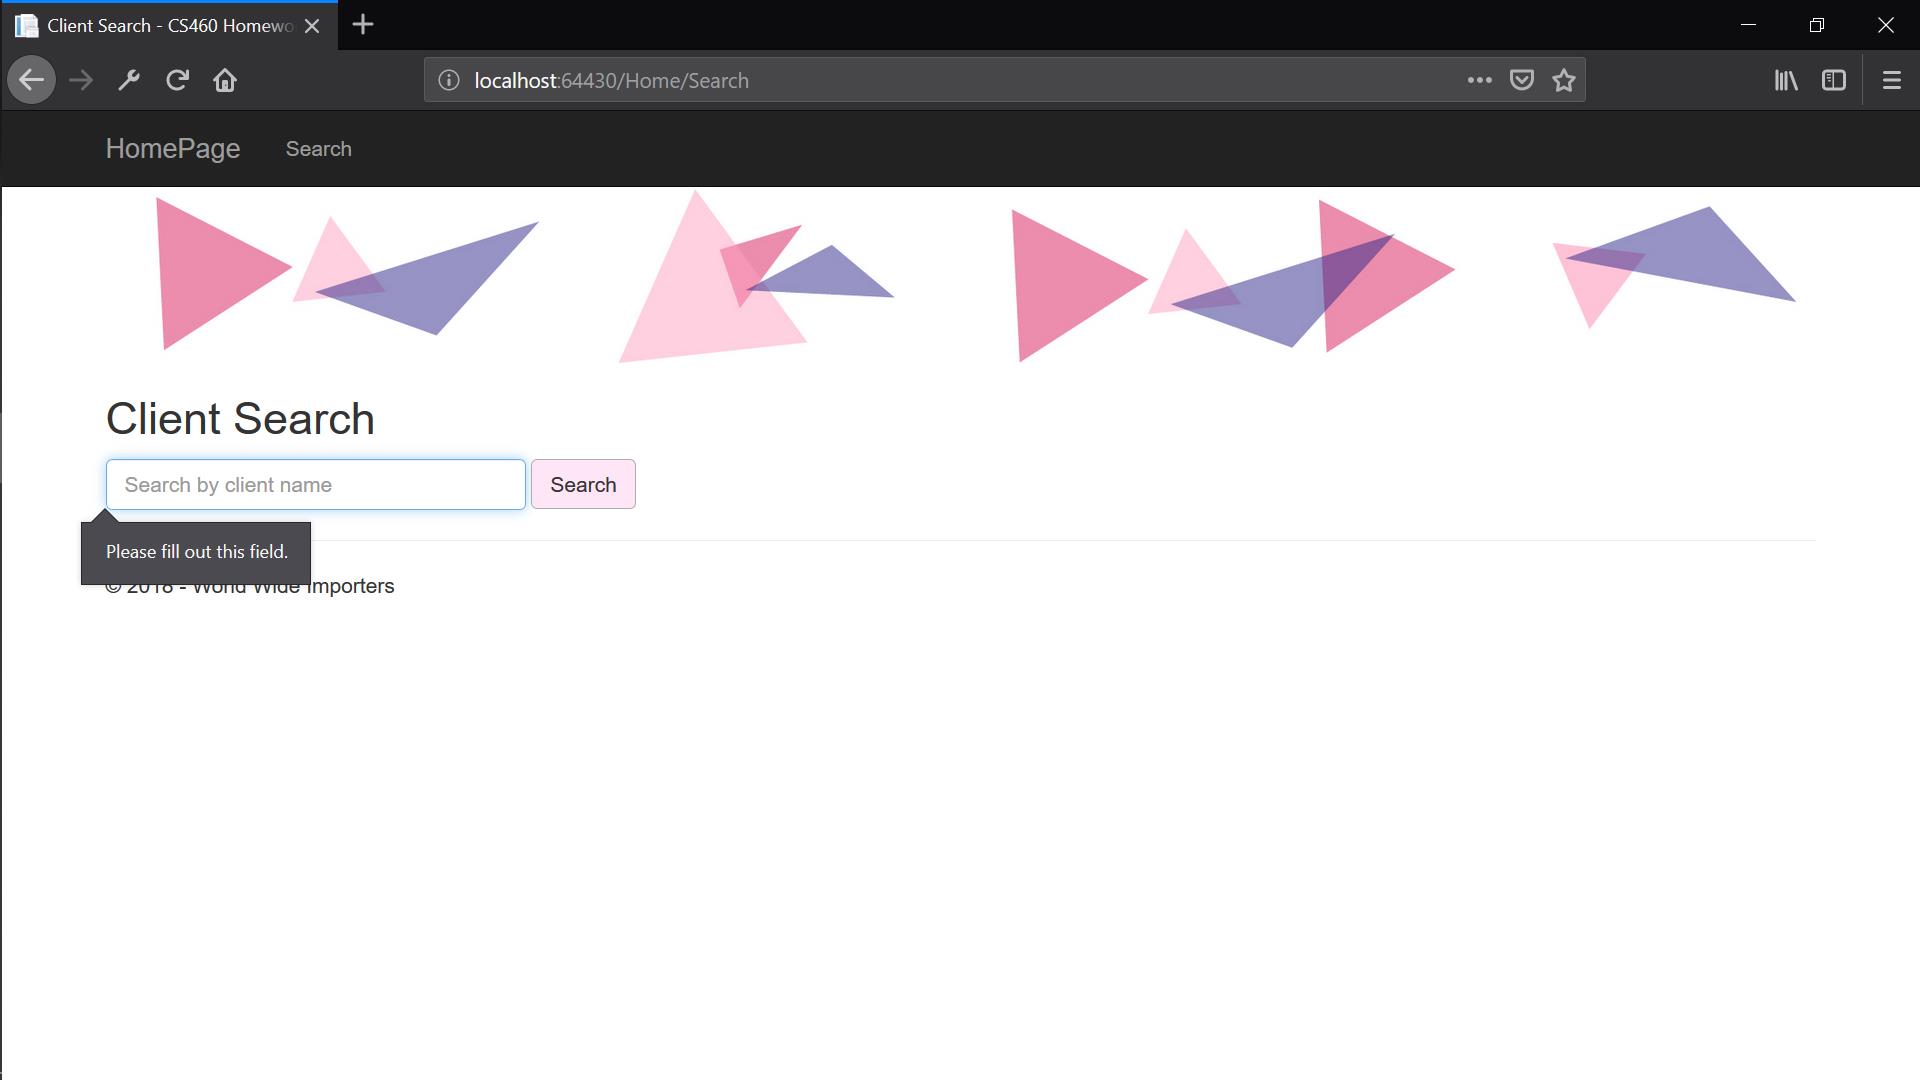 Client Search - CS460 Homewo
localhost:64430/Home/Search
HomePage Search
Client Search
Search by client name Search
Please fill out this field.
© 2018 - World Wide Importers